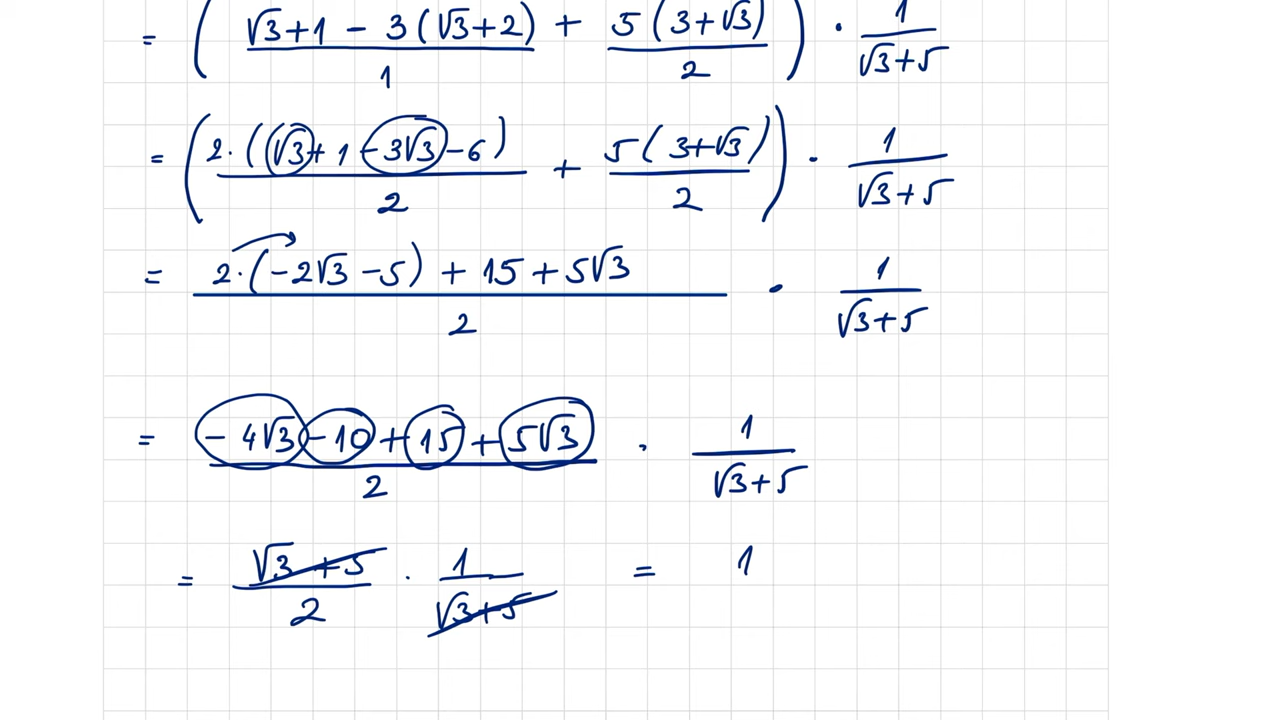 = ( (√3+1 − 3(√3+2))/1 + 5(3+√3)/2 ) · 1/(√3+5)
= ( 2·(√3+1−3√3−6)/2 + 5(3+√3)/2 ) · 1/(√3+5)
= (2·(−2√3−5)+15+5√3)/2 · 1/(√3+5)
= (−4√3−10+15+5√3)/2 · 1/(√3+5)
= (√3+5)/2 · 1/(√3+5) = 1